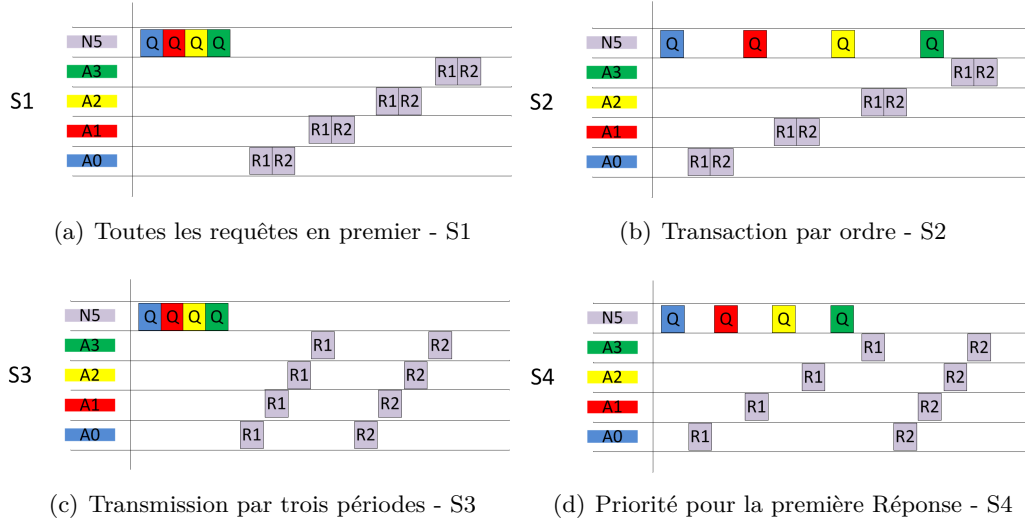 N5 Q Q Q Q
A3 R1 R2
S1
A2 R1 R2
A1 R1 R2
A0 R1 R2
(a) Toutes les requêtes en premier - S1
N5 Q Q Q Q
A3 R1 R2
S2
A2 R1 R2
A1 R1 R2
A0 R1 R2
(b) Transaction par ordre - S2
N5 Q Q Q Q
A3 R1 R2
S3
A2 R1 R2
A1 R1 R2
A0 R1 R2
(c) Transmission par trois périodes - S3
N5 Q Q Q Q
A3 R1 R2
S4
A2 R1 R2
A1 R1 R2
A0 R1 R2
(d) Priorité pour la première Réponse - S4